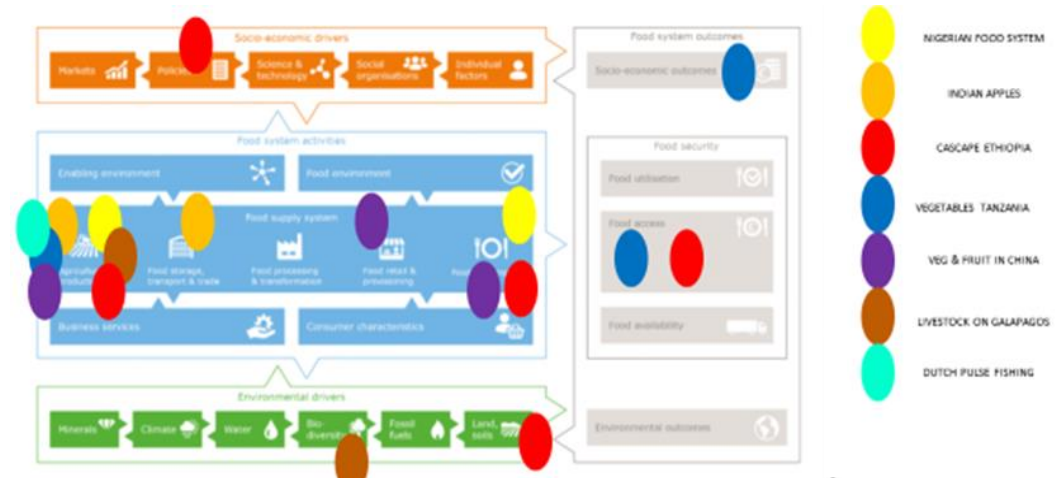 Socio-economic drivers
Markets
Science &
technology
Social
organisations
Individual
factors
Food system outcomes
Socio-economic outcomes
Food system activities
Enabling environment
Food environment
Food supply system
Food storage,
transport & trade
Food processing
& transformation
Food retail &
provisioning
Business services
Consumer characteristics
Food security
Food utilisation
Food access
Food availability
Environmental drivers
Minerals
Climate
Water
Bio-
diversity
Fossil
fuels
Land,
soils
Environmental outcomes
NIGERIAN FOOD SYSTEM
INDIAN APPLES
CASCAPE ETHIOPIA
VEGETABLES TANZANIA
VEG & FRUIT IN CHINA
LIVESTOCK ON GALAPAGOS
DUTCH PULSE FISHING